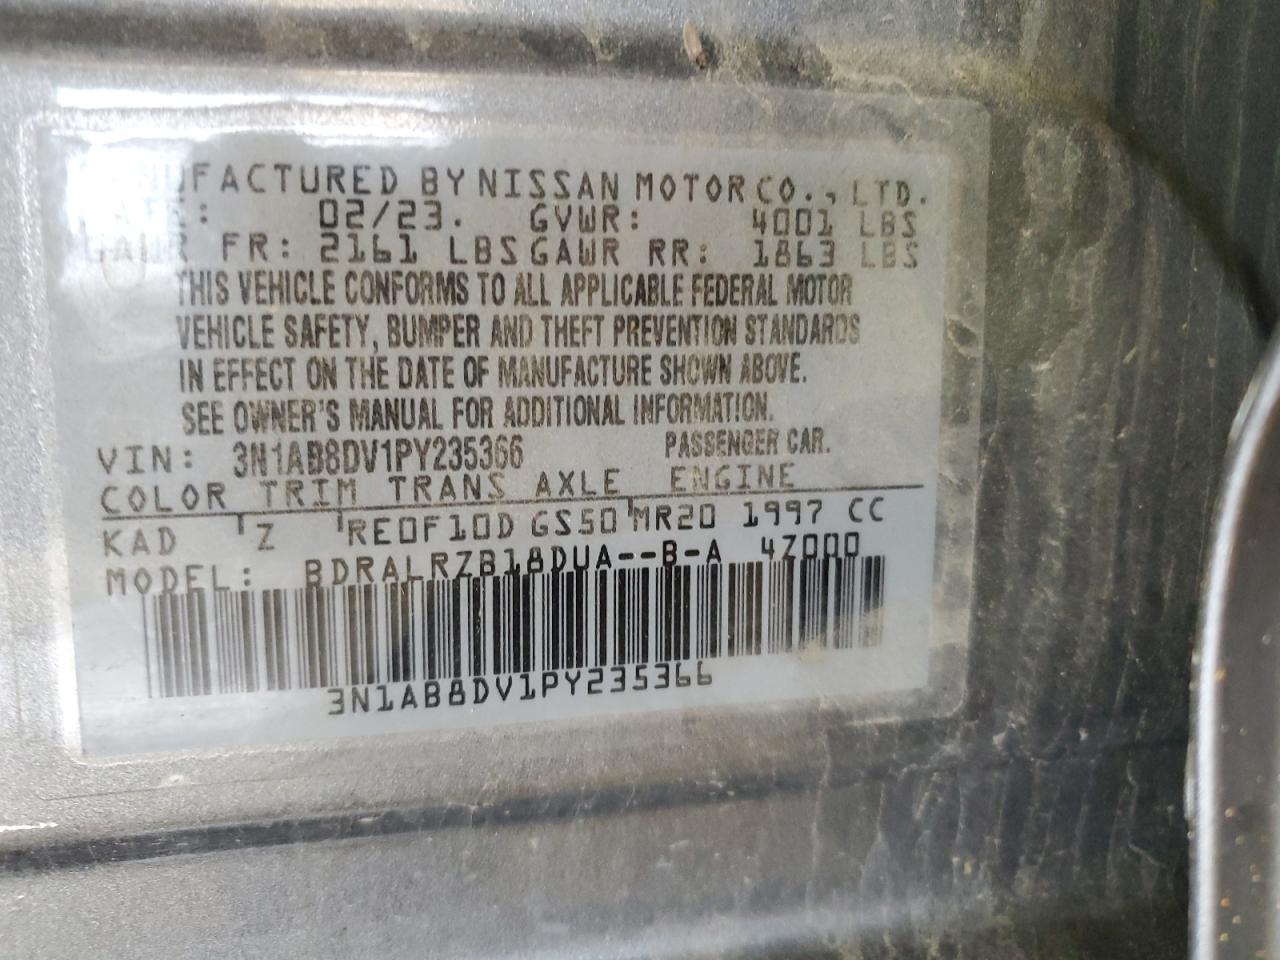 MANUFACTURED BY NISSAN MOTOR CO., LTD.
DATE: 02/23. GVWR: 4001 LBS
GAWR FR: 2161 LBS GAWR RR: 1863 LBS
THIS VEHICLE CONFORMS TO ALL APPLICABLE FEDERAL MOTOR
VEHICLE SAFETY, BUMPER AND THEFT PREVENTION STANDARDS
IN EFFECT ON THE DATE OF MANUFACTURE SHOWN ABOVE.
SEE OWNER'S MANUAL FOR ADDITIONAL INFORMATION.
VIN: 3N1AB8DV1PY235366 PASSENGER CAR.
COLOR TRIM TRANS AXLE ENGINE
KAD Z RE0F10D GS50 MR20 1997 CC
MODEL: BDRALRZB18DUA--B-A 4Z000
3N1AB8DV1PY235366